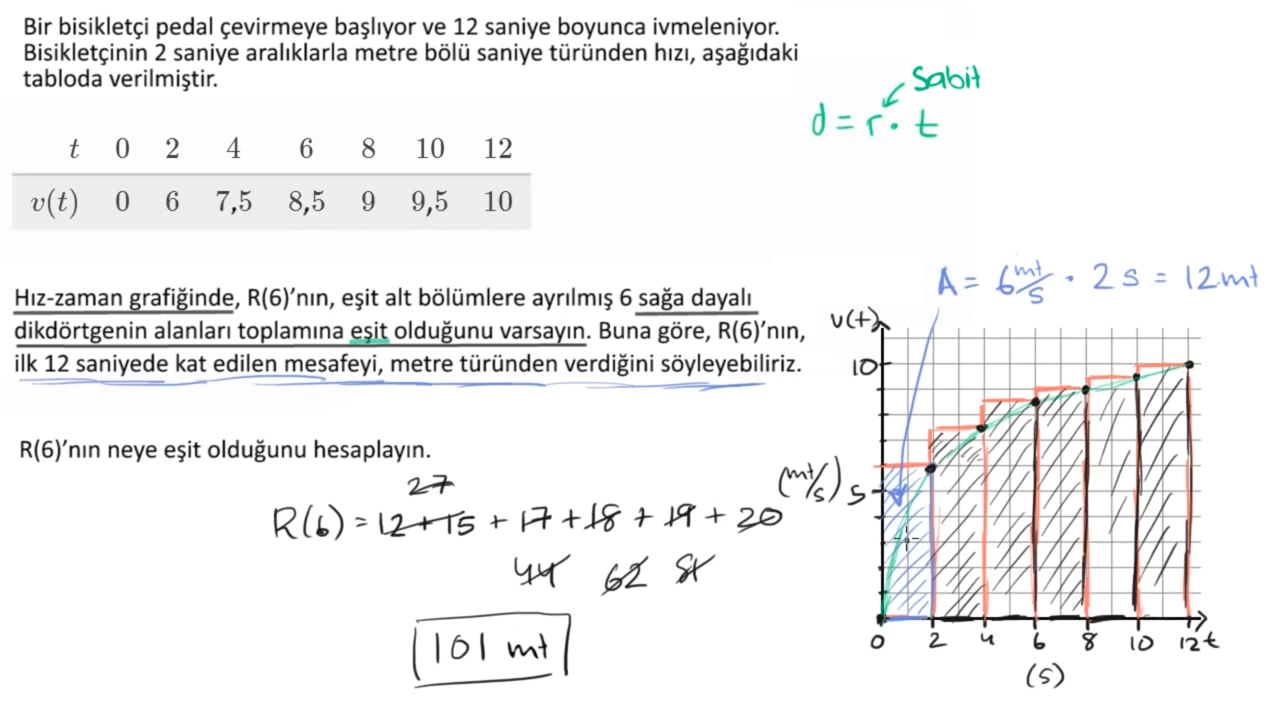 Bir bisikletçi pedal çevirmeye başlıyor ve 12 saniye boyunca ivmeleniyor.
Bisikletçinin 2 saniye aralıklarla metre bölü saniye türünden hızı, aşağıdaki
tabloda verilmiştir.
Sabit
d = r · t
t 0 2 4 6 8 10 12
v(t) 0 6 7,5 8,5 9 9,5 10
A = 6 mt/s · 2 s = 12 mt
Hız-zaman grafiğinde, R(6)'nın, eşit alt bölümlere ayrılmış 6 sağa dayalı
dikdörtgenin alanları toplamına eşit olduğunu varsayın. Buna göre, R(6)'nın,
ilk 12 saniyede kat edilen mesafeyi, metre türünden verdiğini söyleyebiliriz.
v(t)
10
R(6)'nın neye eşit olduğunu hesaplayın.
27
(mt/s) 5
R(6) = 12 + 15 + 17 + 18 + 19 + 20
44 62 81
101 mt
0 2 4 6 8 10 12 t
(s)